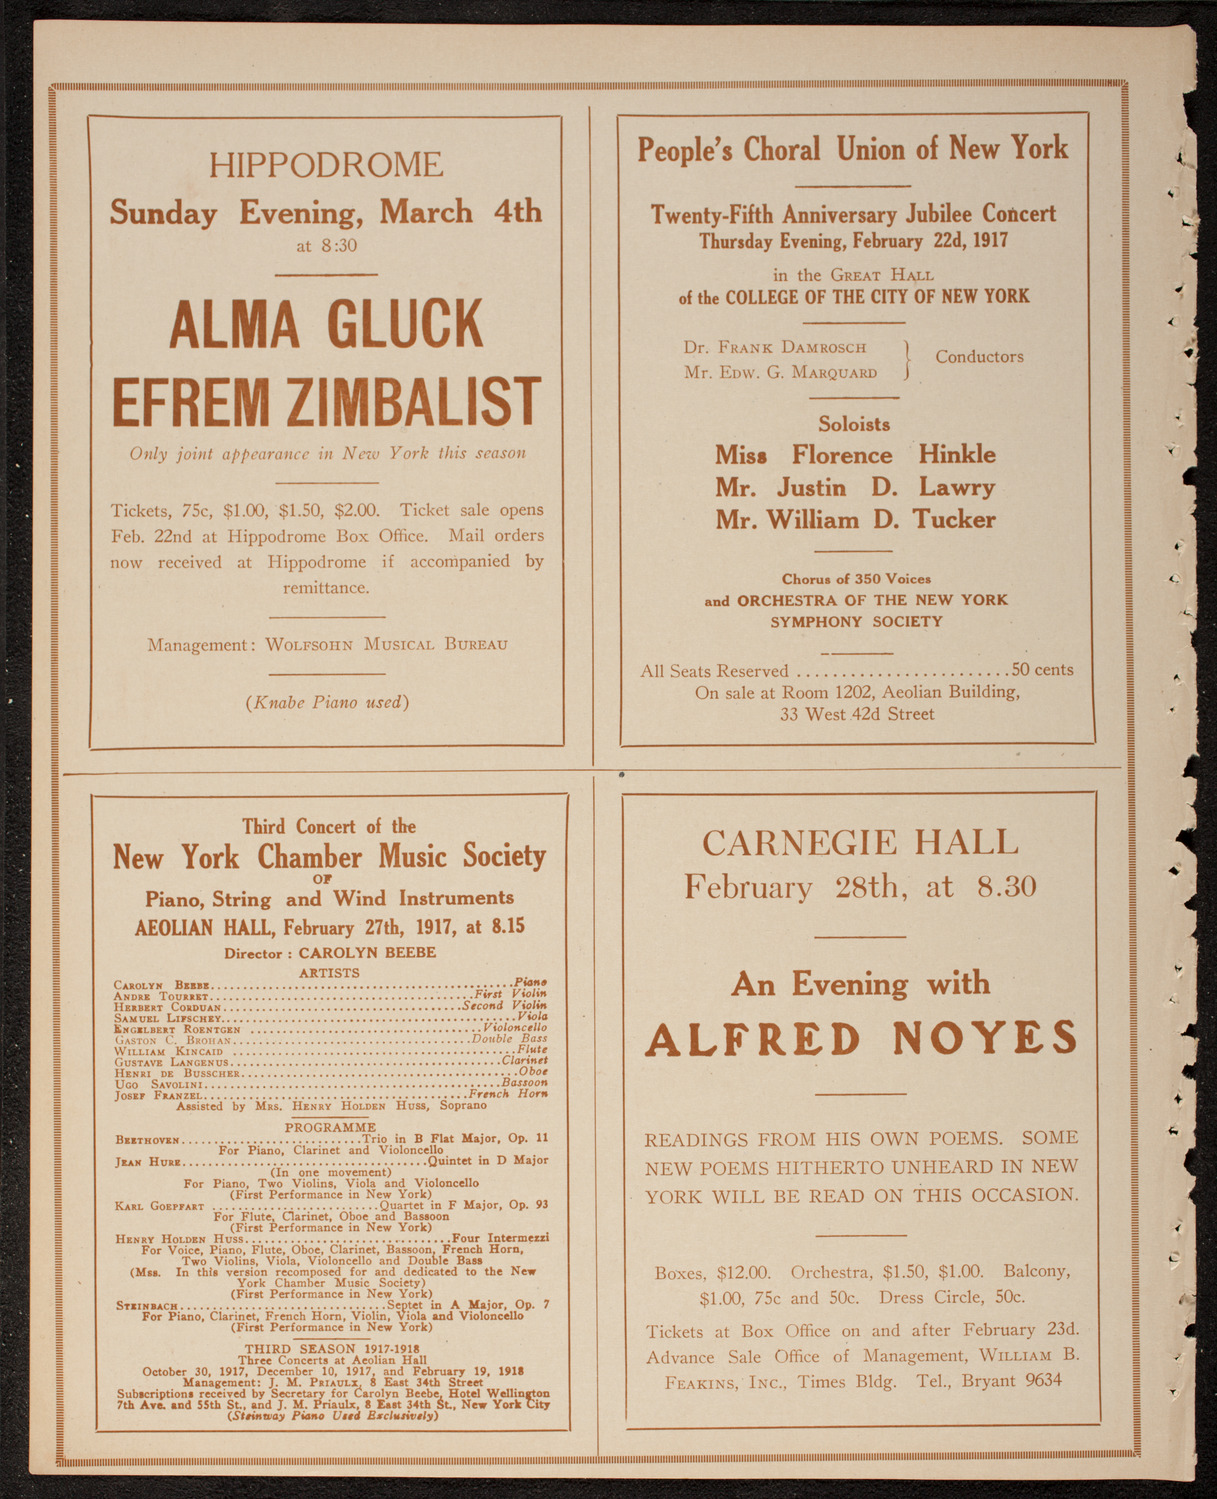 HIPPODROME
Sunday Evening, March 4th
at 8:30
ALMA GLUCK
EFREM ZIMBALIST
Only joint appearance in New York this season
Tickets, 75c, $1.00, $1.50, $2.00. Ticket sale opens
Feb. 22nd at Hippodrome Box Office. Mail orders
now received at Hippodrome if accompanied by
remittance.
Management: WOLFSOHN MUSICAL BUREAU
(Knabe Piano used)
People's Choral Union of New York
Twenty-Fifth Anniversary Jubilee Concert
Thursday Evening, February 22d, 1917
in the GREAT HALL
of the COLLEGE OF THE CITY OF NEW YORK
Dr. FRANK DAMROSCH
Mr. EDW. G. MARQUARD } Conductors
Soloists
Miss Florence Hinkle
Mr. Justin D. Lawry
Mr. William D. Tucker
Chorus of 350 Voices
and ORCHESTRA OF THE NEW YORK
SYMPHONY SOCIETY
All Seats Reserved ........................50 cents
On sale at Room 1202, Aeolian Building,
33 West 42d Street
Third Concert of the
New York Chamber Music Society
OF
Piano, String and Wind Instruments
AEOLIAN HALL, February 27th, 1917, at 8.15
Director : CAROLYN BEEBE
ARTISTS
CAROLYN BEEBE..........Piano
ANDRE TOURRET..........First Violin
HERBERT CORDUAN..........Second Violin
SAMUEL LIFSCHEY..........Viola
ENGELBERT ROENTGEN ..........Violoncello
GASTON C. BROHAN..........Double Bass
WILLIAM KINCAID ..........Flute
GUSTAVE LANGENUS..........Clarinet
HENRI DE BUSSCHER..........Oboe
UGO SAVOLINI..........Bassoon
JOSEF FRANZEL..........French Horn
Assisted by MRS. HENRY HOLDEN HUSS, Soprano
PROGRAMME
BEETHOVEN..........Trio in B Flat Major, Op. 11
For Piano, Clarinet and Violoncello
JEAN HURE..........Quintet in D Major
(In one movement)
For Piano, Two Violins, Viola and Violoncello
(First Performance in New York)
KARL GOEPFART ..........Quartet in F Major, Op. 93
For Flute, Clarinet, Oboe and Bassoon
(First Performance in New York)
HENRY HOLDEN HUSS..........Four Intermezzi
For Voice, Piano, Flute, Oboe, Clarinet, Bassoon, French Horn,
Two Violins, Viola, Violoncello and Double Bass
(Mss. In this version recomposed for and dedicated to the New
York Chamber Music Society)
(First Performance in New York)
STEINBACH..........Septet in A Major, Op. 7
For Piano, Clarinet, French Horn, Violin, Viola and Violoncello
(First Performance in New York)
THIRD SEASON 1917-1918
Three Concerts at Aeolian Hall
October 30, 1917, December 10, 1917, and February 19, 1918
Management: J. M. PRIAULX, 8 East 34th Street
Subscriptions received by Secretary for Carolyn Beebe, Hotel Wellington
7th Ave. and 55th St., and J. M. Priaulx, 8 East 34th St., New York City
(Steinway Piano Used Exclusively)
CARNEGIE HALL
February 28th, at 8.30
An Evening with
ALFRED NOYES
READINGS FROM HIS OWN POEMS. SOME
NEW POEMS HITHERTO UNHEARD IN NEW
YORK WILL BE READ ON THIS OCCASION.
Boxes, $12.00. Orchestra, $1.50, $1.00. Balcony,
$1.00, 75c and 50c. Dress Circle, 50c.
Tickets at Box Office on and after February 23d.
Advance Sale Office of Management, WILLIAM B.
FEAKINS, INC., Times Bldg. Tel., Bryant 9634